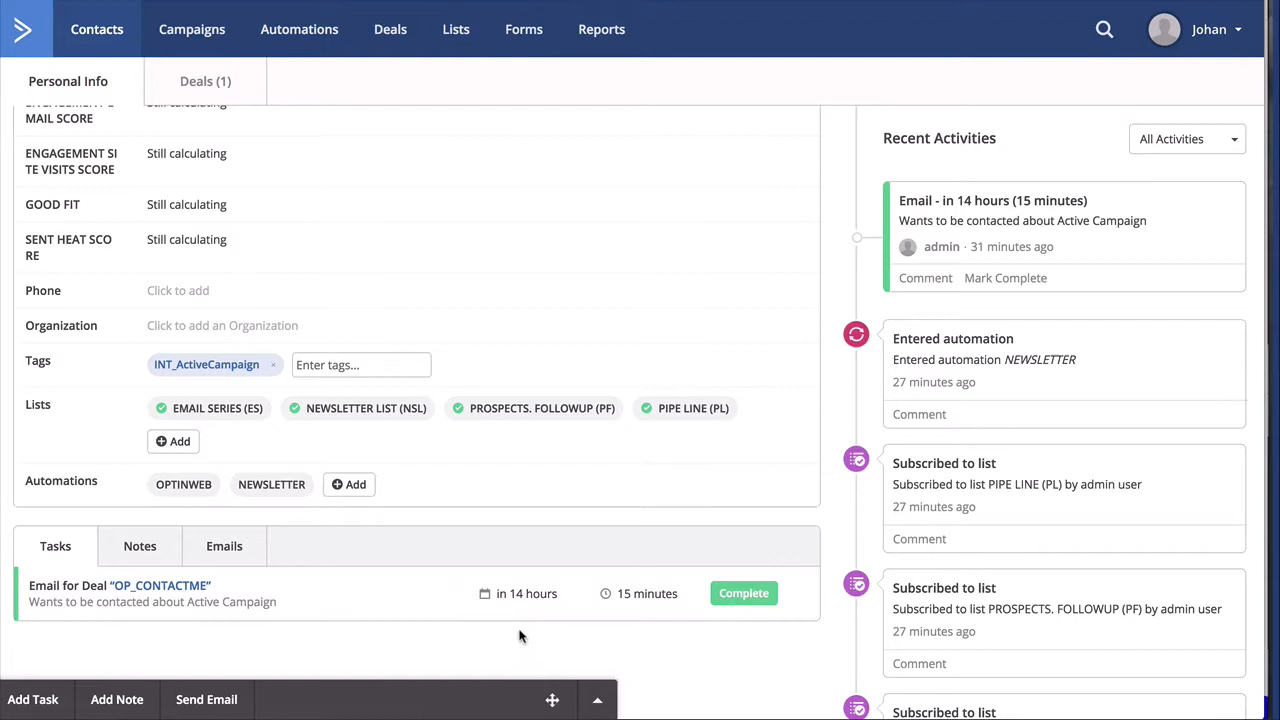 Contacts
Campaigns
Automations
Deals
Lists
Forms
Reports
Johan
Personal Info
Deals (1)
MAIL SCORE
Still calculating
ENGAGEMENT SI
TE VISITS SCORE
Still calculating
GOOD FIT
Still calculating
SENT HEAT SCO
RE
Still calculating
Phone
Click to add
Organization
Click to add an Organization
Tags
INT_ActiveCampaign ×
Enter tags...
Lists
EMAIL SERIES (ES)
NEWSLETTER LIST (NSL)
PROSPECTS. FOLLOWUP (PF)
PIPE LINE (PL)
Add
Automations
OPTINWEB
NEWSLETTER
Add
Tasks
Notes
Emails
Email for Deal “OP_CONTACTME”
Wants to be contacted about Active Campaign
in 14 hours
15 minutes
Complete
Add Task
Add Note
Send Email
Recent Activities
All Activities
Email - in 14 hours (15 minutes)
Wants to be contacted about Active Campaign
admin · 31 minutes ago
Comment
Mark Complete
Entered automation
Entered automation NEWSLETTER
27 minutes ago
Comment
Subscribed to list
Subscribed to list PIPE LINE (PL) by admin user
27 minutes ago
Comment
Subscribed to list
Subscribed to list PROSPECTS. FOLLOWUP (PF) by admin user
27 minutes ago
Comment
Subscribed to list